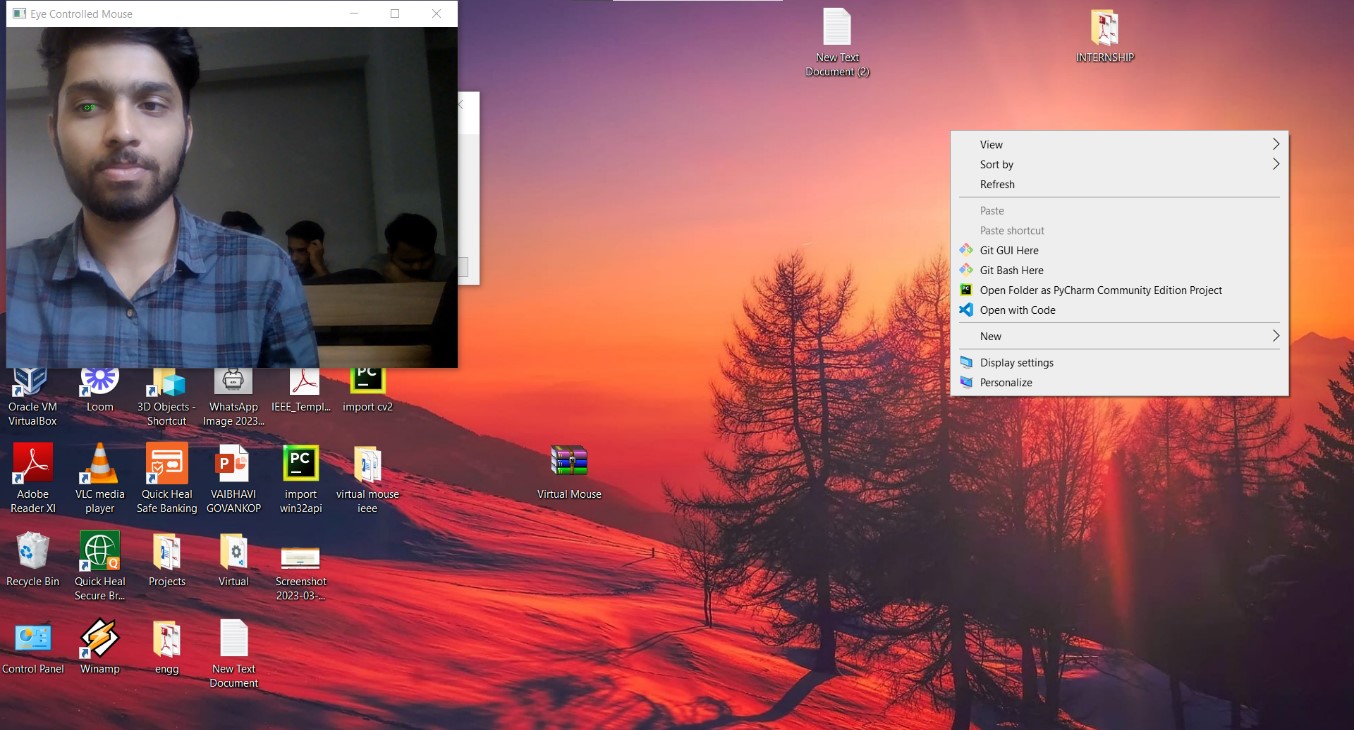 Eye Controlled Mouse
New Text
Document (2)
INTERNSHIP
View
Sort by
Refresh
Paste
Paste shortcut
Git GUI Here
Git Bash Here
Open Folder as PyCharm Community Edition Project
Open with Code
New
Display settings
Personalize
Oracle VM
VirtualBox
Loom
3D Objects -
Shortcut
WhatsApp
Image 2023...
IEEE_Templ...
import cv2
Adobe
Reader XI
VLC media
player
Quick Heal
Safe Banking
VAIBHAVI
GOVANKOP
import
win32api
virtual mouse
ieee
Virtual Mouse
Recycle Bin
Quick Heal
Secure Br...
Projects
Virtual
Screenshot
2023-03-...
Control Panel
Winamp
engg
New Text
Document